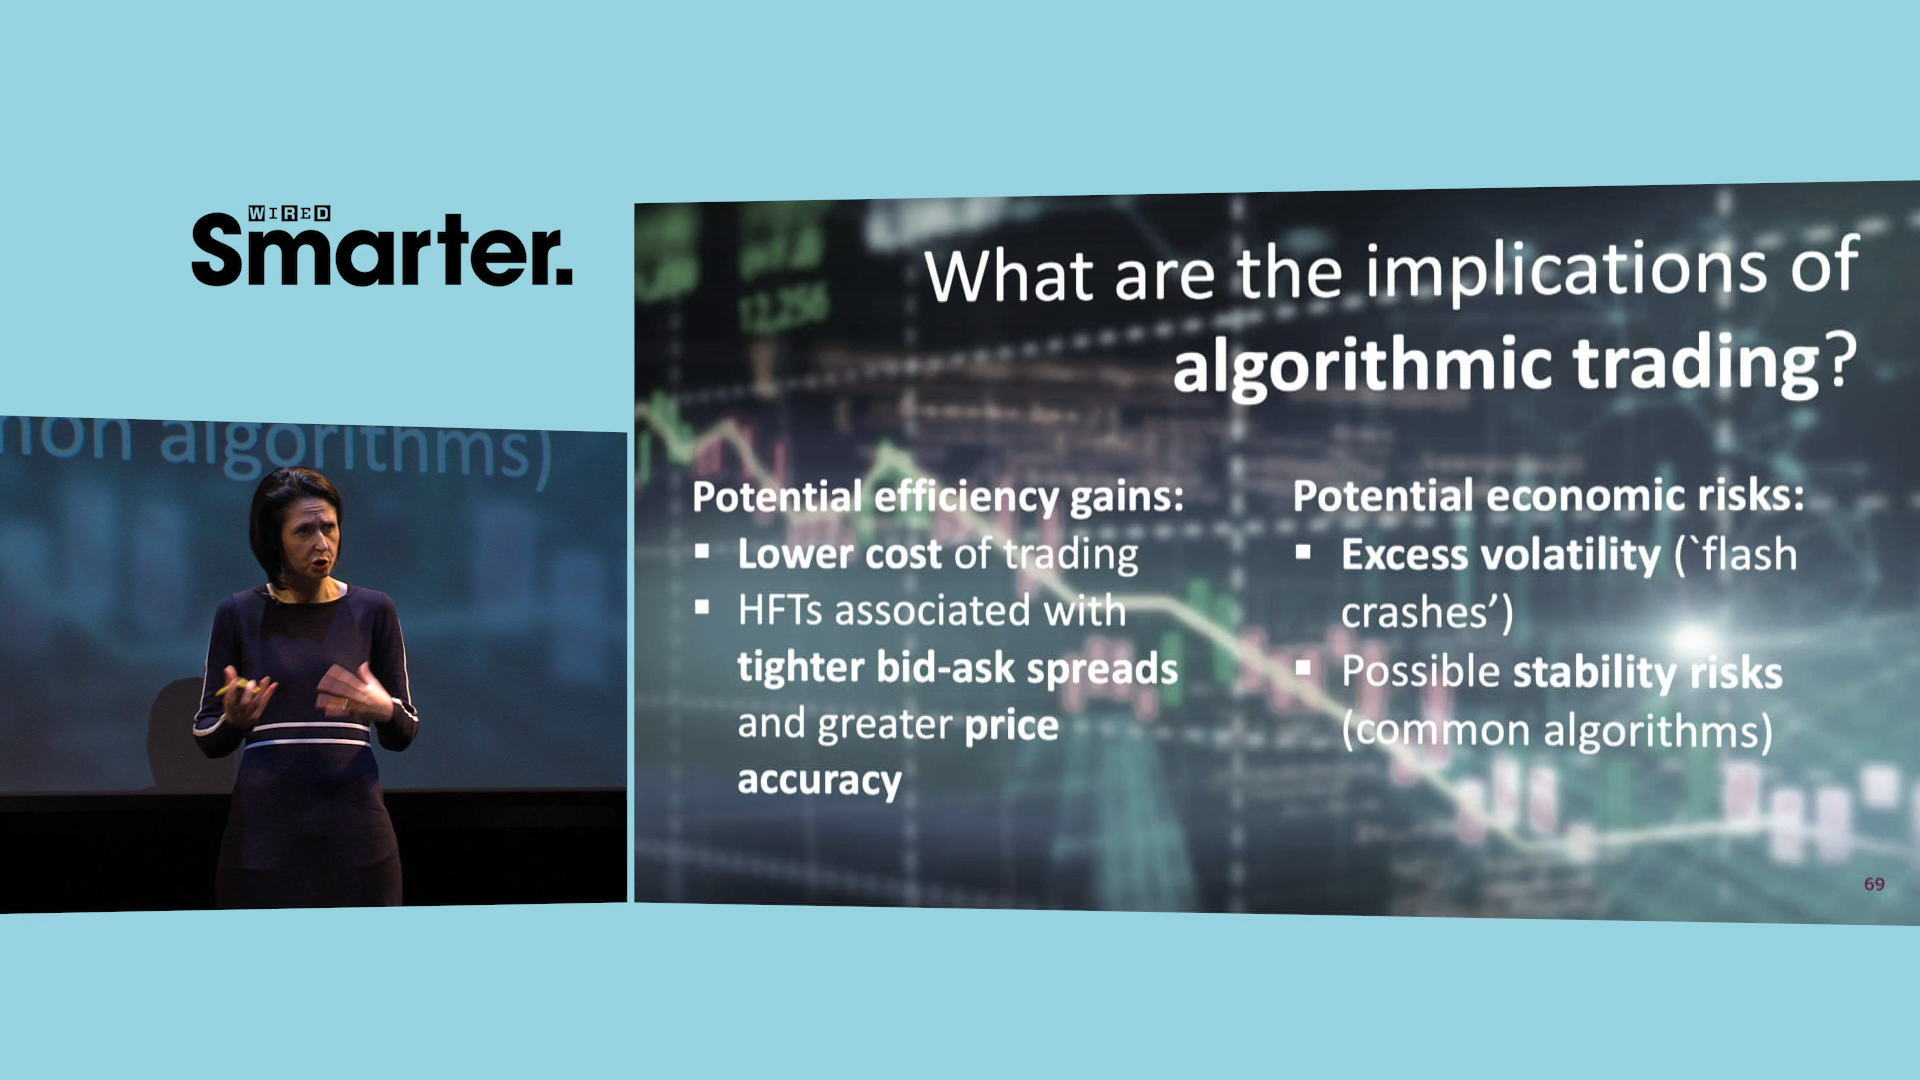 WIRED
Smarter.
non algorithms)
What are the implications of
algorithmic trading?
Potential efficiency gains:
▪ Lower cost of trading
▪ HFTs associated with
tighter bid-ask spreads
and greater price
accuracy
Potential economic risks:
▪ Excess volatility (`flash
crashes’)
▪ Possible stability risks
(common algorithms)
12,256
69